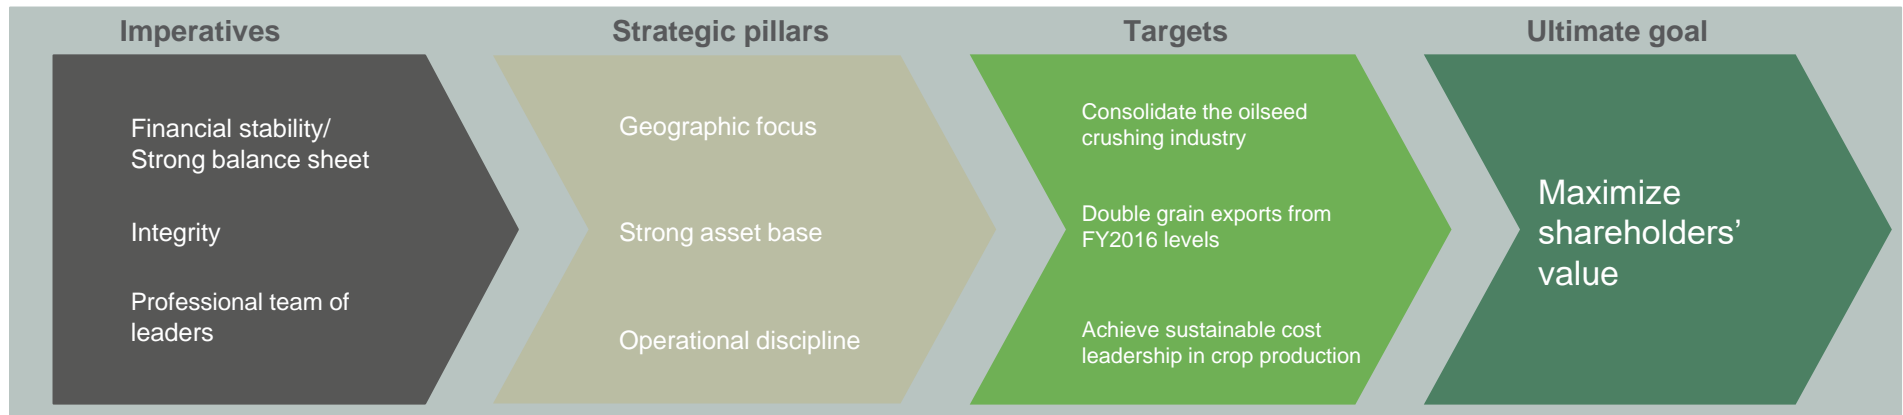 Imperatives
Financial stability/
Strong balance sheet
Integrity
Professional team of
leaders
Strategic pillars
Geographic focus
Strong asset base
Operational discipline
Targets
Consolidate the oilseed
crushing industry
Double grain exports from
FY2016 levels
Achieve sustainable cost
leadership in crop production
Ultimate goal
Maximize
shareholders’
value